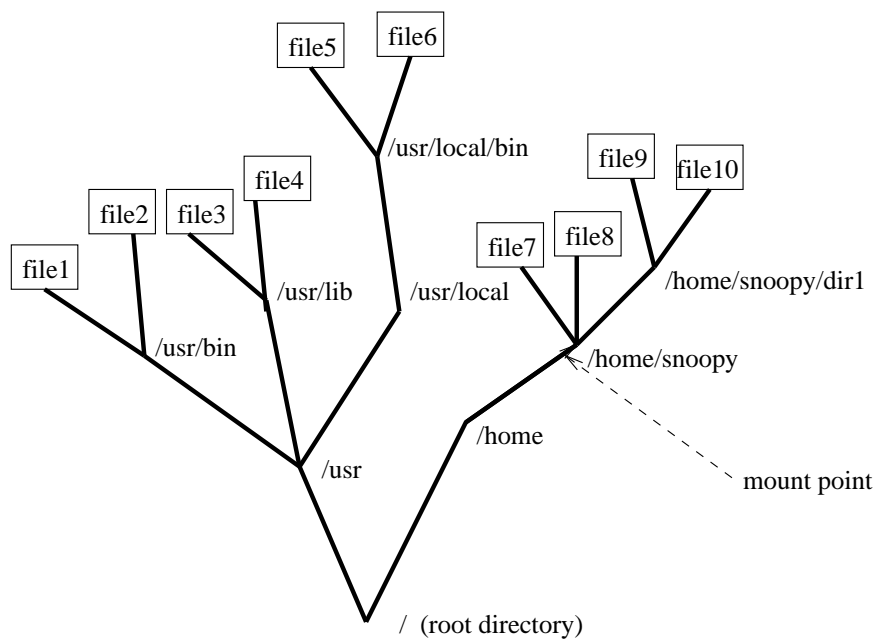 file5
file6
/usr/local/bin
file9
file10
file4
file2
file3
file7
file8
file1
/home/snoopy/dir1
/usr/lib
/usr/local
/usr/bin
/home/snoopy
/home
/usr
mount point
/ (root directory)